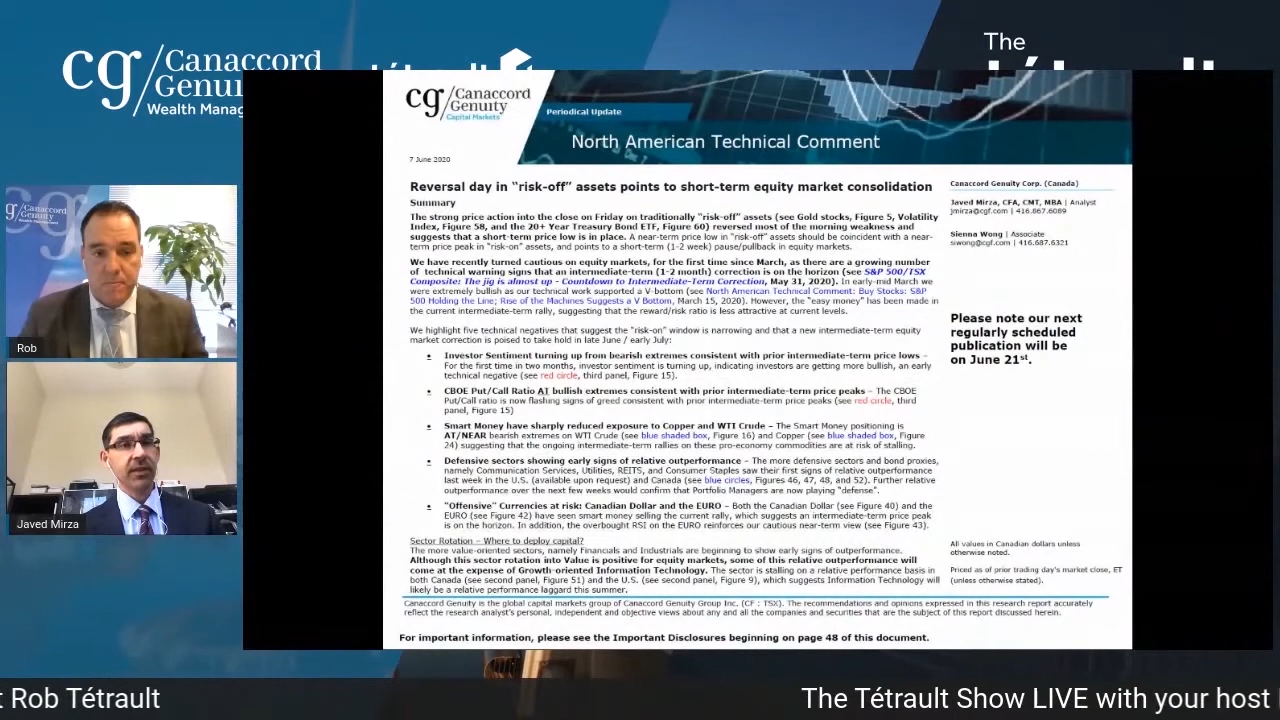 cg/Canaccord
Genui
Wealth Manag
The
cg/Canaccord
Genuity
Capital Markets
Periodical Update
North American Technical Comment
7 June 2020
Reversal day in “risk-off” assets points to short-term equity market consolidation
Summary
The strong price action into the close on Friday on traditionally “risk-off” assets (see Gold stocks, Figure 5, Volatility
Index, Figure 58, and the 20+ Year Treasury Bond ETF, Figure 60) reversed most of the morning weakness and
suggests that a short-term price low is in place. A near-term price low in “risk-off” assets should be coincident with a near-
term price peak in “risk-on” assets, and points to a short-term (1-2 week) pause/pullback in equity markets.
We have recently turned cautious on equity markets, for the first time since March, as there are a growing number
of technical warning signs that an intermediate-term (1-2 month) correction is on the horizon (see S&P 500/TSX
Composite: The jig is almost up - Countdown to Intermediate-Term Correction, May 31, 2020). In early-mid March we
were extremely bullish as our technical work supported a V-bottom (see North American Technical Comment: Buy Stocks: S&P
500 Holding the Line; Rise of the Machines Suggests a V Bottom, March 15, 2020). However, the “easy money” has been made in
the current intermediate-term rally, suggesting that the reward/risk ratio is less attractive at current levels.
We highlight five technical negatives that suggest the “risk-on” window is narrowing and that a new intermediate-term equity
market correction is poised to take hold in late June / early July:
• Investor Sentiment turning up from bearish extremes consistent with prior intermediate-term price lows –
For the first time in two months, investor sentiment is turning up, indicating investors are getting more bullish, an early
technical negative (see red circle, third panel, Figure 15).
• CBOE Put/Call Ratio AT bullish extremes consistent with prior intermediate-term price peaks – The CBOE
Put/Call ratio is now flashing signs of greed consistent with prior intermediate-term price peaks (see red circle, third
panel, Figure 15)
• Smart Money have sharply reduced exposure to Copper and WTI Crude – The Smart Money positioning is
AT/NEAR bearish extremes on WTI Crude (see blue shaded box, Figure 16) and Copper (see blue shaded box, Figure
24) suggesting that the ongoing intermediate-term rallies on these pro-economy commodities are at risk of stalling.
• Defensive sectors showing early signs of relative outperformance – The more defensive sectors and bond proxies,
namely Communication Services, Utilities, REITS, and Consumer Staples saw their first signs of relative outperformance
last week in the U.S. (available upon request) and Canada (see blue circles, Figures 46, 47, 48, and 52). Further relative
outperformance over the next few weeks would confirm that Portfolio Managers are now playing “defense”.
• “Offensive” Currencies at risk: Canadian Dollar and the EURO – Both the Canadian Dollar (see Figure 40) and the
EURO (see Figure 42) have seen smart money selling the current rally, which suggests an intermediate-term price peak
is on the horizon. In addition, the overbought RSI on the EURO reinforces our cautious near-term view (see Figure 43).
Sector Rotation – Where to deploy capital?
The more value-oriented sectors, namely Financials and Industrials are beginning to show early signs of outperformance.
Although this sector rotation into Value is positive for equity markets, some of this relative outperformance will
come at the expense of Growth-oriented Information Technology. The sector is stalling on a relative performance basis in
both Canada (see second panel, Figure 51) and the U.S. (see second panel, Figure 9), which suggests Information Technology will
likely be a relative performance laggard this summer.
Canaccord Genuity is the global capital markets group of Canaccord Genuity Group Inc. (CF : TSX). The recommendations and opinions expressed in this research report accurately
reflect the research analyst’s personal, independent and objective views about any and all the companies and securities that are the subject of this report discussed herein.
For important information, please see the Important Disclosures beginning on page 48 of this document.
Canaccord Genuity Corp. (Canada)
Javed Mirza, CFA, CMT, MBA | Analyst
jmirza@cgf.com | 416.867.6089
Sienna Wong | Associate
siwong@cgf.com | 416.687.6321
Please note our next
regularly scheduled
publication will be
on June 21st.
All values in Canadian dollars unless
otherwise noted.
Priced as of prior trading day’s market close, ET
(unless otherwise stated).
Rob
Javed Mirza
t Rob Tétrault
The Tétrault Show LIVE with your host